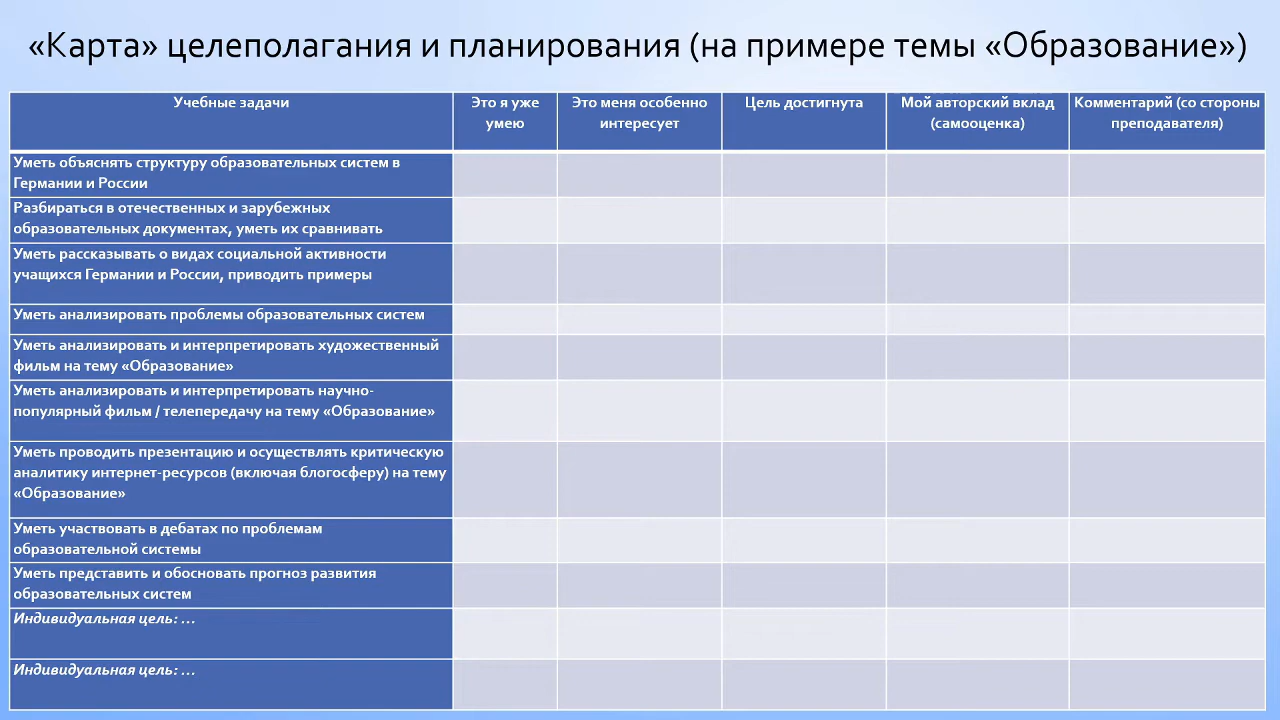 «Карта» целеполагания и планирования (на примере темы «Образование»)
Учебные задачи
Это я уже
умею
Это меня особенно
интересует
Цель достигнута
Мой авторский вклад
(самооценка)
Комментарий (со стороны
преподавателя)
Уметь объяснять структуру образовательных систем в
Германии и России
Разбираться в отечественных и зарубежных
образовательных документах, уметь их сравнивать
Уметь рассказывать о видах социальной активности
учащихся Германии и России, приводить примеры
Уметь анализировать проблемы образовательных систем
Уметь анализировать и интерпретировать художественный
фильм на тему «Образование»
Уметь анализировать и интерпретировать научно-
популярный фильм / телепередачу на тему «Образование»
Уметь проводить презентацию и осуществлять критическую
аналитику интернет-ресурсов (включая блогосферу) на тему
«Образование»
Уметь участвовать в дебатах по проблемам
образовательной системы
Уметь представить и обосновать прогноз развития
образовательных систем
Индивидуальная цель: ...
Индивидуальная цель: ...